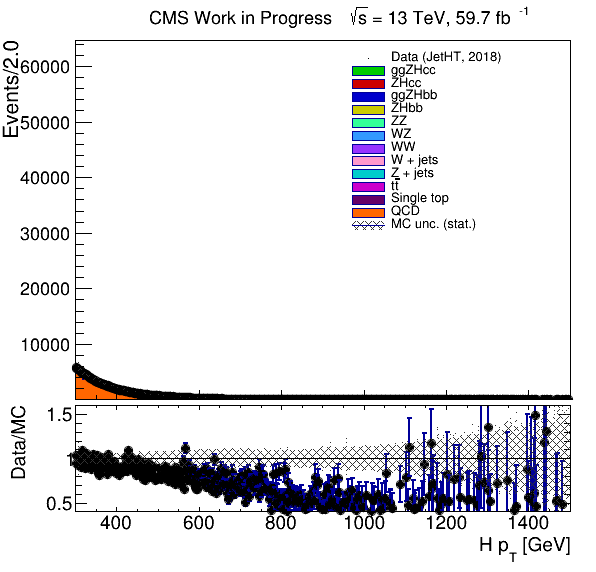 CMS Work in Progress √s = 13 TeV, 59.7 fb⁻¹
Events/2.0
60000
50000
40000
30000
20000
10000
Data (JetHT, 2018)
ggZHcc
ZHcc
ggZHbb
ZHbb
ZZ
WZ
WW
W + jets
Z + jets
tt̅
Single top
QCD
MC unc. (stat.)
Data/MC
1.5
1
0.5
400 600 800 1000 1200 1400
H p_T [GeV]